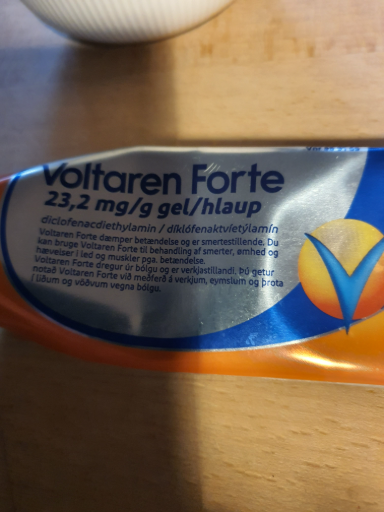 Voltaren Forte
23,2 mg/g gel/hlaup
diclofenacdiethylamin / díklófenaktvíetýlamín
Voltaren Forte dæmper betændelse og er smertestillende. Du
kan bruge Voltaren Forte til behandling af smerter, ømhed og
hævelser i led og muskler pga. betændelse.
Voltaren Forte dregur úr bólgu og er verkjastillandi. Þú getur
notað Voltaren Forte við meðferð á verkjum, eymslum og þrota
í liðum og vöðvum vegna bólgu.